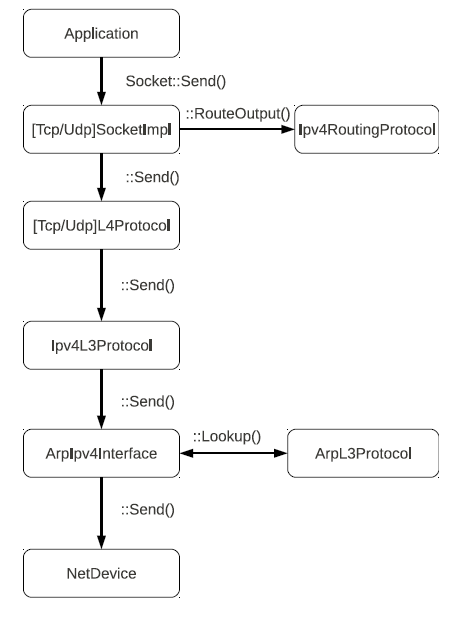 Application
Socket::Send()
[Tcp/Udp]SocketImpl
::RouteOutput()
Ipv4RoutingProtocol
::Send()
[Tcp/Udp]L4Protocol
::Send()
Ipv4L3Protocol
::Send()
ArpIpv4Interface
::Lookup()
ArpL3Protocol
::Send()
NetDevice